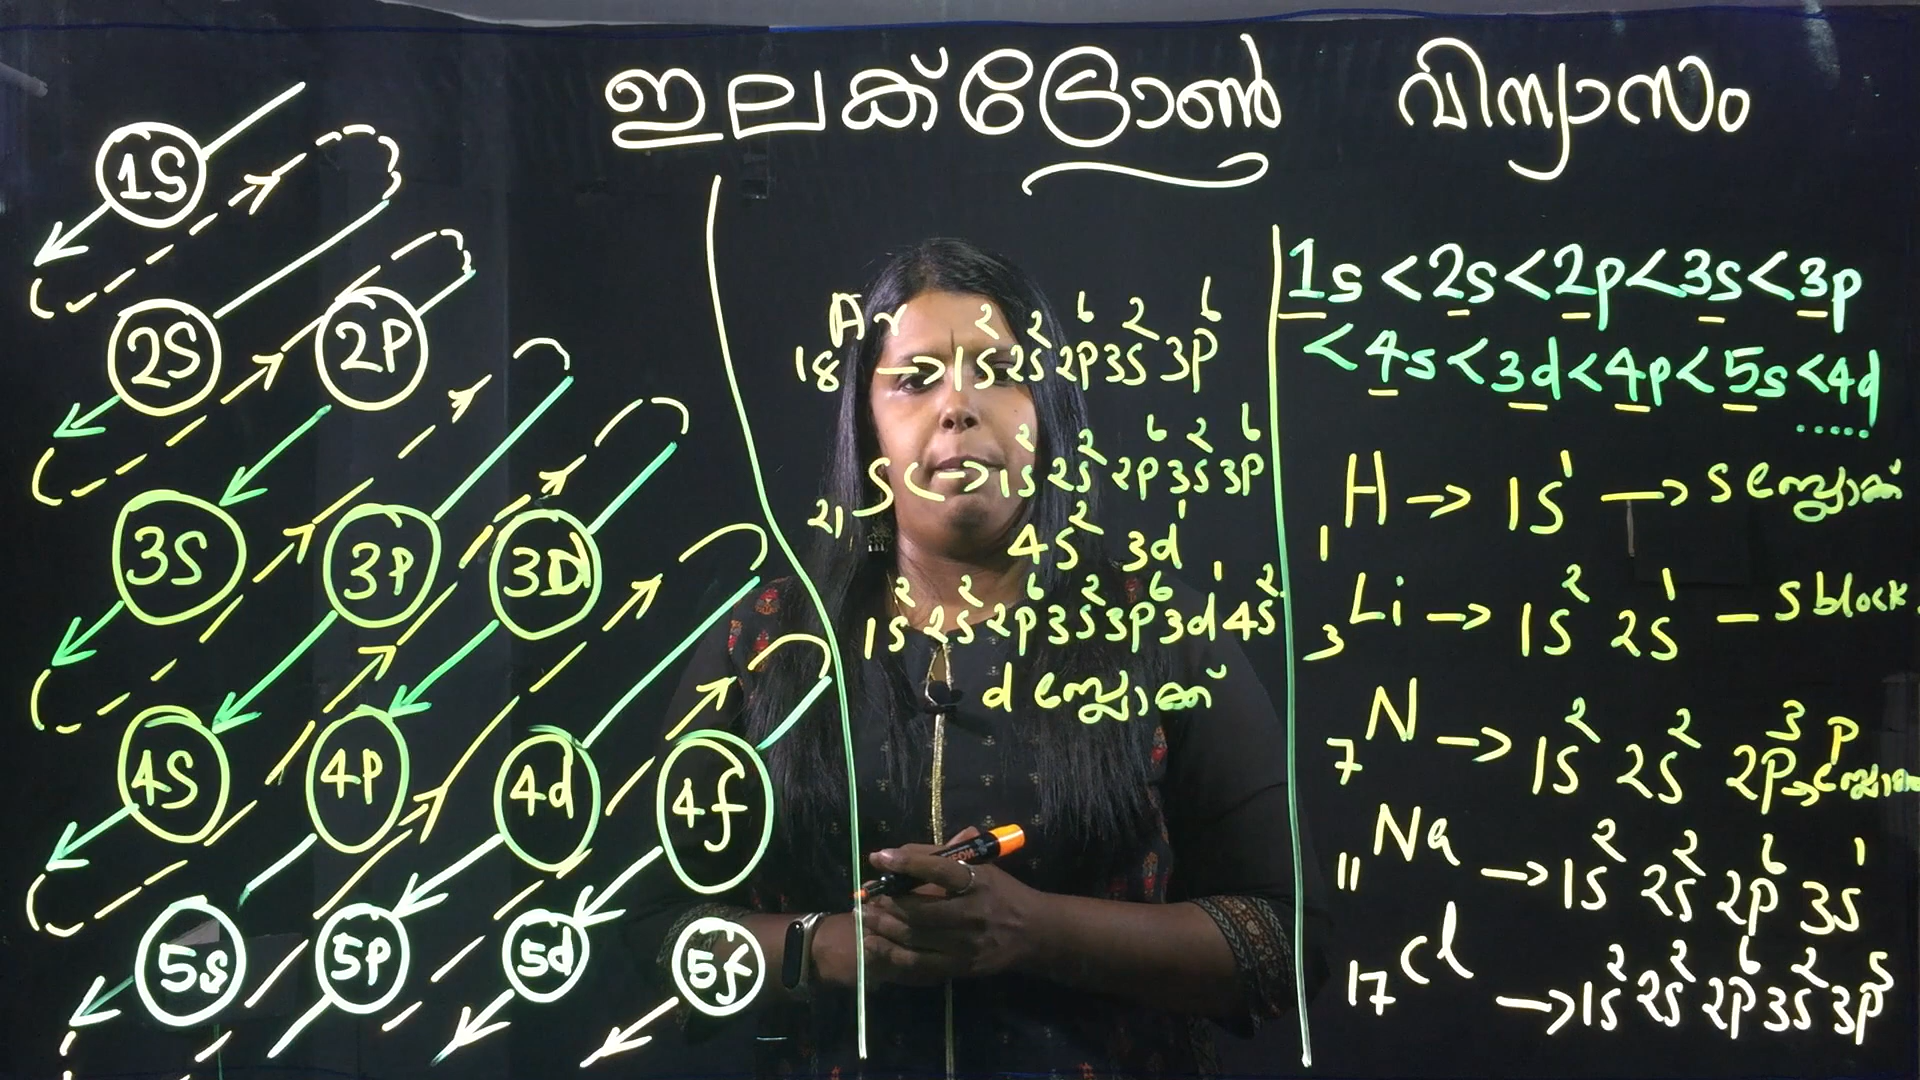 ഇലക്ട്രോൺ വിന്യാസം
1S
2S 2P
3S 3P 3D
4S 4P 4d 4f
5s 5p 5d 5f
₁₈Ar → 1s² 2s² 2p⁶ 3s² 3p⁶
₂₁Sc → 1s² 2s² 2p⁶ 3s² 3p⁶
4s² 3d¹
1s² 2s² 2p⁶ 3s² 3p⁶ 3d¹ 4s²
d ബ്ലോക്ക്
1s < 2s < 2p < 3s < 3p
< 4s < 3d < 4p < 5s < 4d
.....
₁H → 1s¹ → s ബ്ലോക്ക്
₃Li → 1s² 2s¹ – s block
₇N → 1s² 2s² 2p³ → p ബ്ലോക്ക്
₁₁Na → 1s² 2s² 2p⁶ 3s¹
₁₇Cl → 1s² 2s² 2p⁶ 3s² 3p⁵